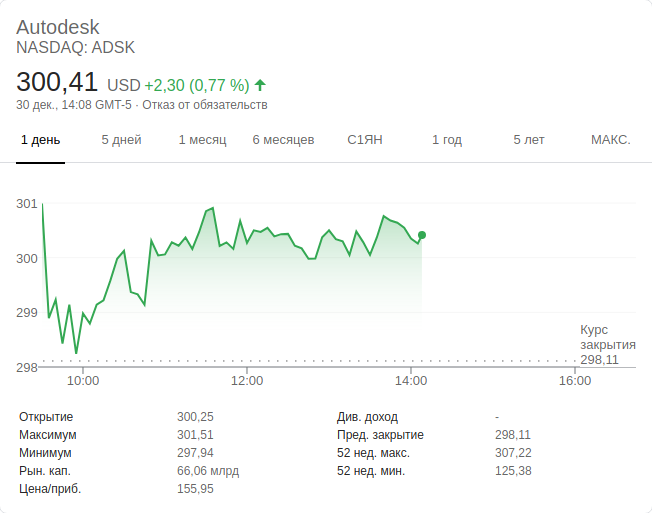 Autodesk
NASDAQ: ADSK
300,41 USD +2,30 (0,77 %)
30 дек., 14:08 GMT-5 · Отказ от обязательств
1 день 5 дней 1 месяц 6 месяцев С1ЯН 1 год 5 лет МАКС.
301
300
299
Курс
закрытия
298,11
298
10:00 12:00 14:00 16:00
Открытие 300,25 Див. доход -
Максимум 301,51 Пред. закрытие 298,11
Минимум 297,94 52 нед. макс. 307,22
Рын. кап. 66,06 млрд 52 нед. мин. 125,38
Цена/приб. 155,95